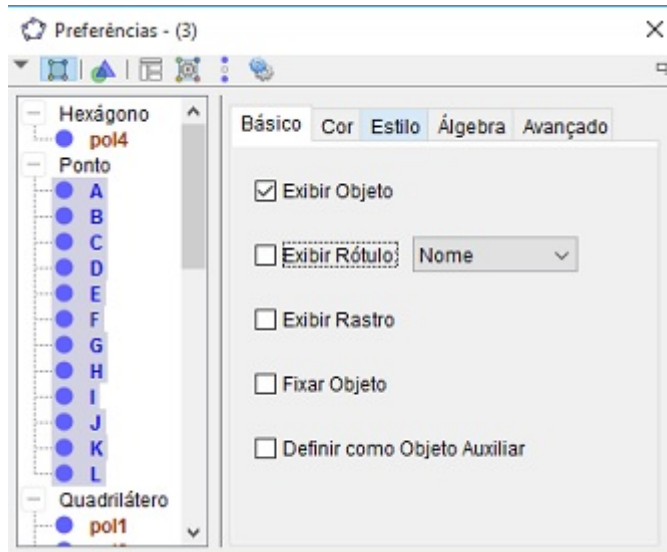 Preferências - (3)
Hexágono
pol4
Ponto
A
B
C
D
E
F
G
H
I
J
K
L
Quadrilátero
pol1
Básico Cor Estilo Álgebra Avançado
Exibir Objeto
Exibir Rótulo: Nome
Exibir Rastro
Fixar Objeto
Definir como Objeto Auxiliar